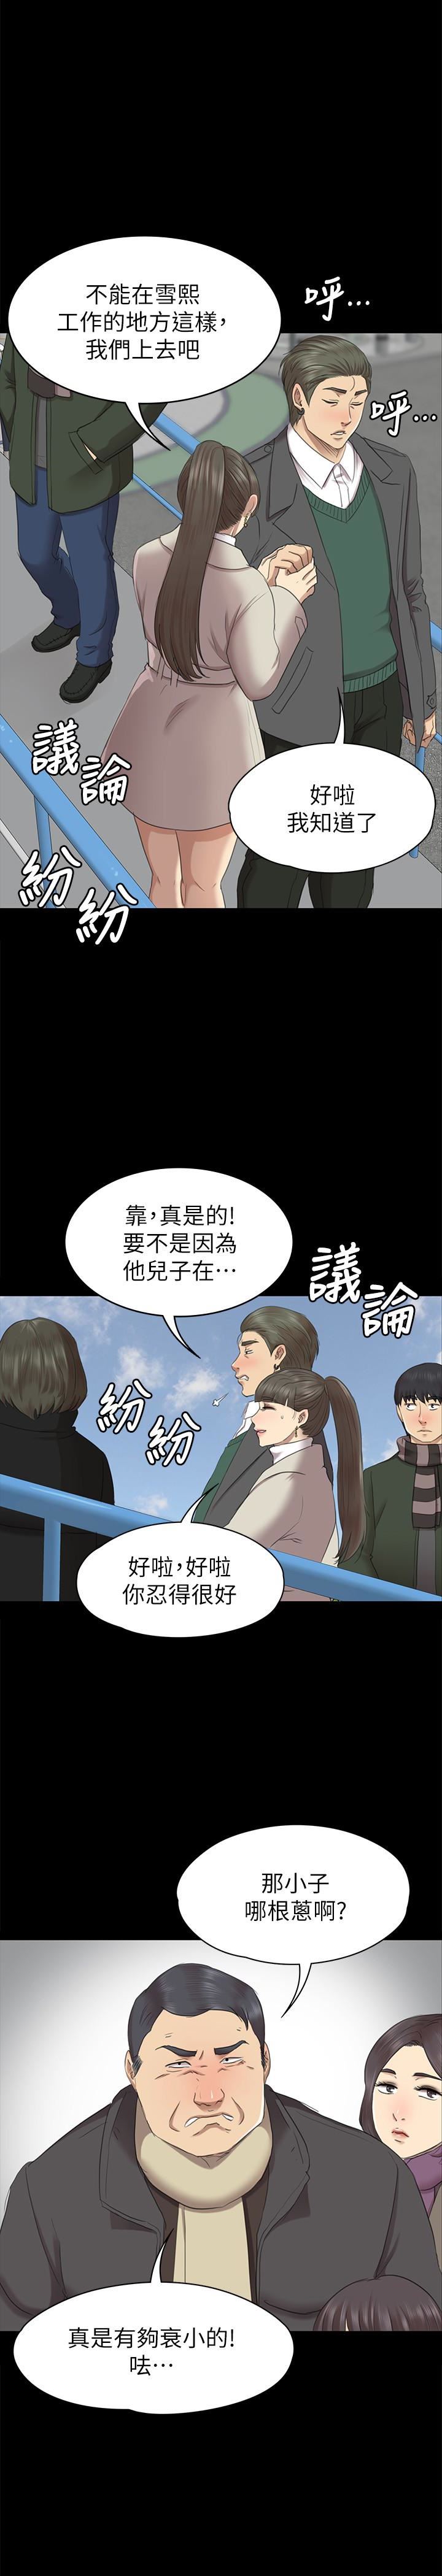 不能在雪熙
工作的地方這樣，
我們上去吧
呼…
呼…
議論
紛紛
好啦
我知道了
靠，真是的！
要不是因為
他兒子在…
議論
紛紛
好啦，好啦
你忍得很好
那小子
哪根蔥啊？
真是有夠衰小的！
呿…